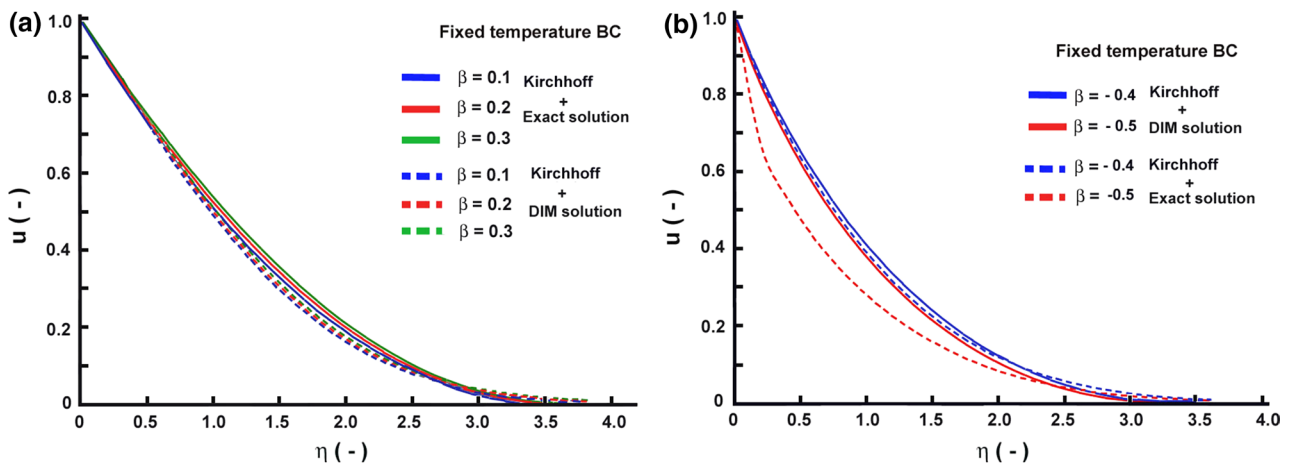 (a)
Fixed temperature BC
β = 0.1 Kirchhoff
+
β = 0.2 Exact solution
β = 0.3
β = 0.1 Kirchhoff
+
β = 0.2 DIM solution
β = 0.3
u ( - )
1.0
0.8
0.6
0.4
0.2
0
0 0.5 1.0 1.5 2.0 2.5 3.0 3.5 4.0
η ( - )
(b)
Fixed temperature BC
β = - 0.4 Kirchhoff
+
β = - 0.5 DIM solution
β = -0.4 Kirchhoff
+
β = -0.5 Exact solution
u ( - )
1.0
0.8
0.6
0.4
0.2
0
0 0.5 1.0 1.5 2.0 2.5 3.0 3.5 4.0
η ( - )